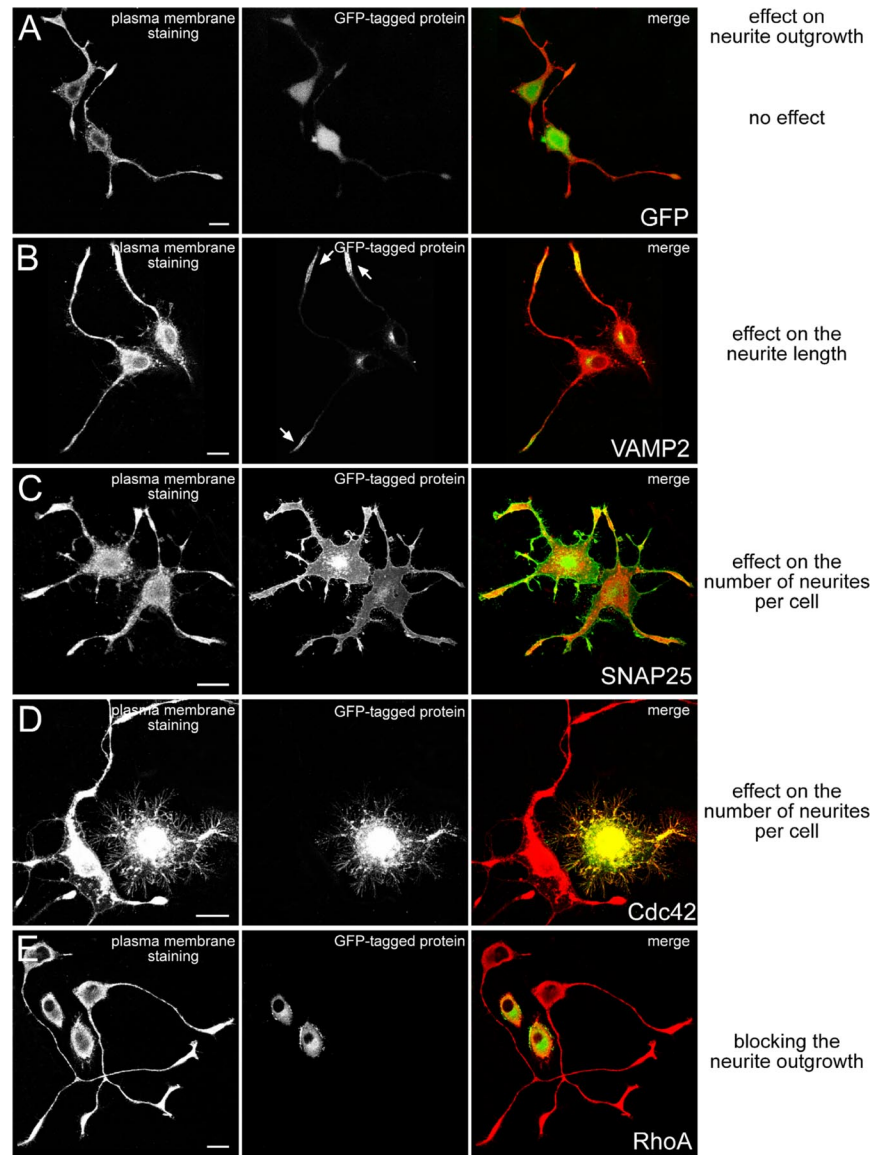 A
plasma membrane
staining
GFP-tagged protein
merge
GFP
effect on
neurite outgrowth
no effect
B
plasma membrane
staining
GFP-tagged protein
merge
VAMP2
effect on the
neurite length
C
plasma membrane
staining
GFP-tagged protein
merge
SNAP25
effect on the
number of neurites
per cell
D
plasma membrane
staining
GFP-tagged protein
merge
Cdc42
effect on the
number of neurites
per cell
E
plasma membrane
staining
GFP-tagged protein
merge
RhoA
blocking the
neurite outgrowth